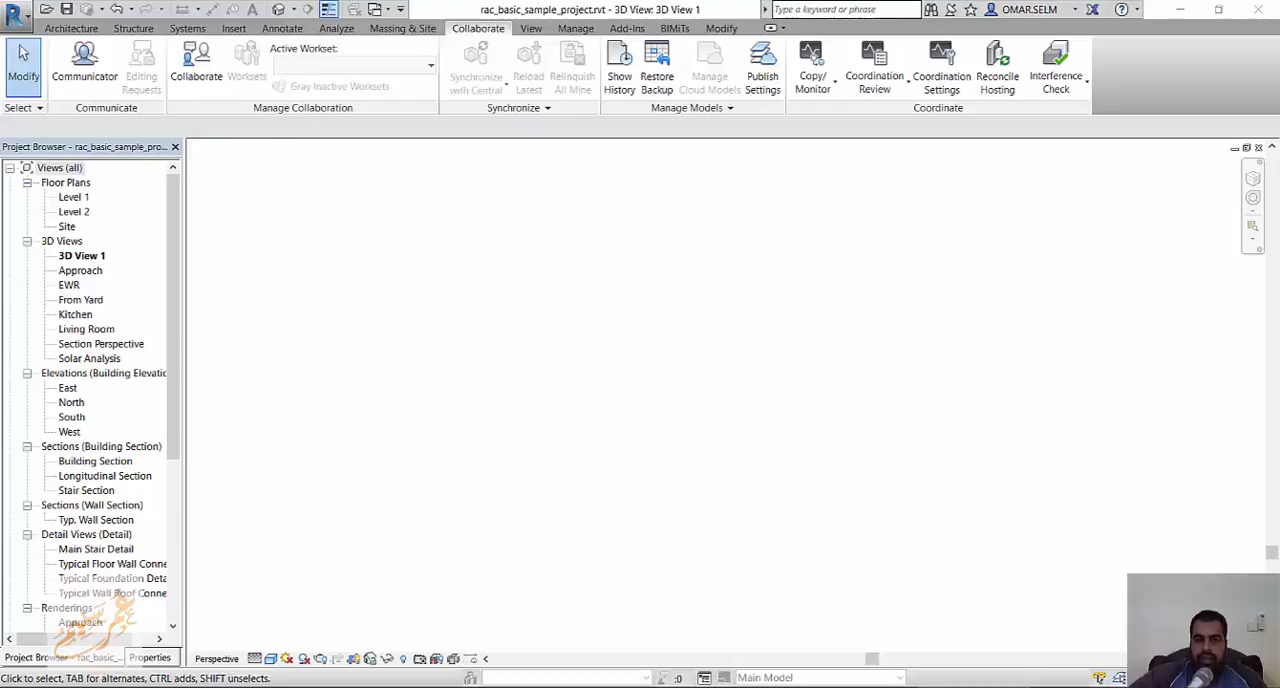 rac_basic_sample_project.rvt - 3D View: 3D View 1
Type a keyword or phrase
OMAR.SELM
Architecture Structure Systems Insert Annotate Analyze Massing & Site Collaborate View Manage Add-Ins BIMiTs Modify
Modify
Select
Communicator
Editing Requests
Communicate
Collaborate
Worksets
Active Workset:
Gray Inactive Worksets
Manage Collaboration
Synchronize with Central
Reload Latest
Relinquish All Mine
Synchronize
Show History
Restore Backup
Manage Cloud Models
Publish Settings
Manage Models
Copy/ Monitor
Coordination Review
Coordination Settings
Reconcile Hosting
Interference Check
Coordinate
Project Browser - rac_basic_sample_pro...
Views (all)
Floor Plans
Level 1
Level 2
Site
3D Views
3D View 1
Approach
EWR
From Yard
Kitchen
Living Room
Section Perspective
Solar Analysis
Elevations (Building Elevatic
East
North
South
West
Sections (Building Section)
Building Section
Longitudinal Section
Stair Section
Sections (Wall Section)
Typ. Wall Section
Detail Views (Detail)
Main Stair Detail
Typical Floor Wall Conne
Typical Foundation Deta
Typical Wall Roof Conne
Renderings
Approach
Project Browser - rac_basic_...
Properties
Perspective
Click to select, TAB for alternates, CTRL adds, SHIFT unselects.
:0
Main Model